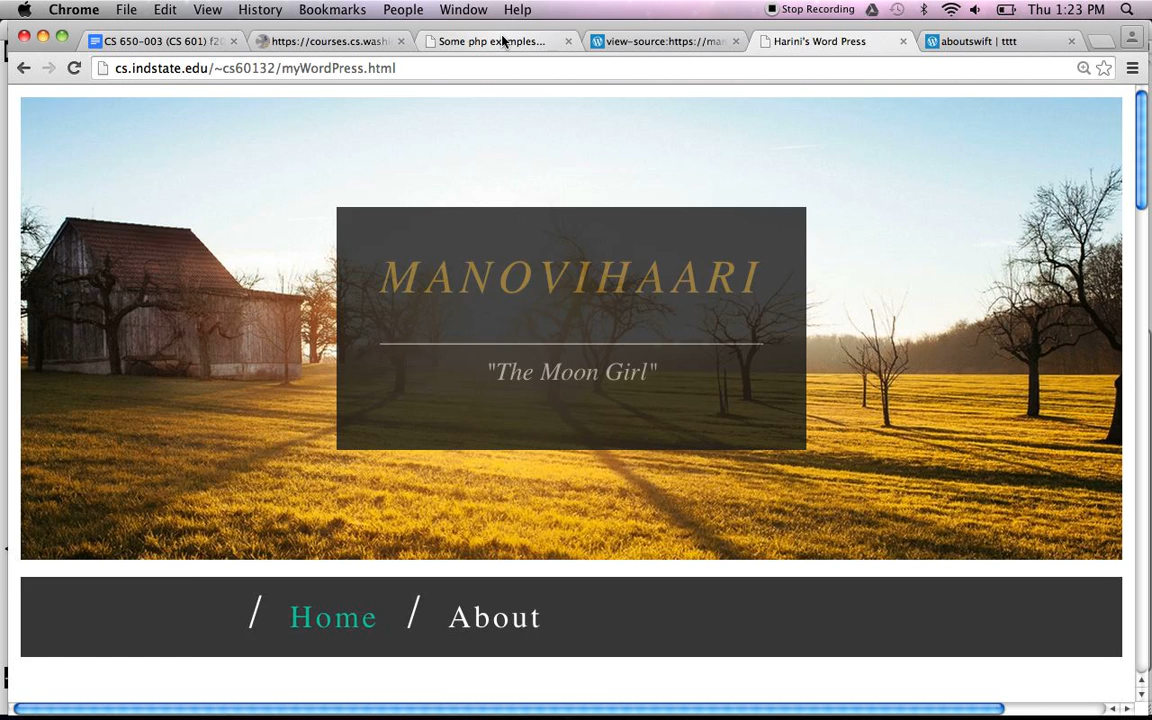 Chrome File Edit View History Bookmarks People Window Help Stop Recording Thu 1:23 PM
CS 650-003 (CS 601) f20 https://courses.cs.wash Some php examples... view-source:https://man Harini's Word Press aboutswift | tttt
cs.indstate.edu/~cs60132/myWordPress.html
MANOVIHAARI
"The Moon Girl"
/ Home / About